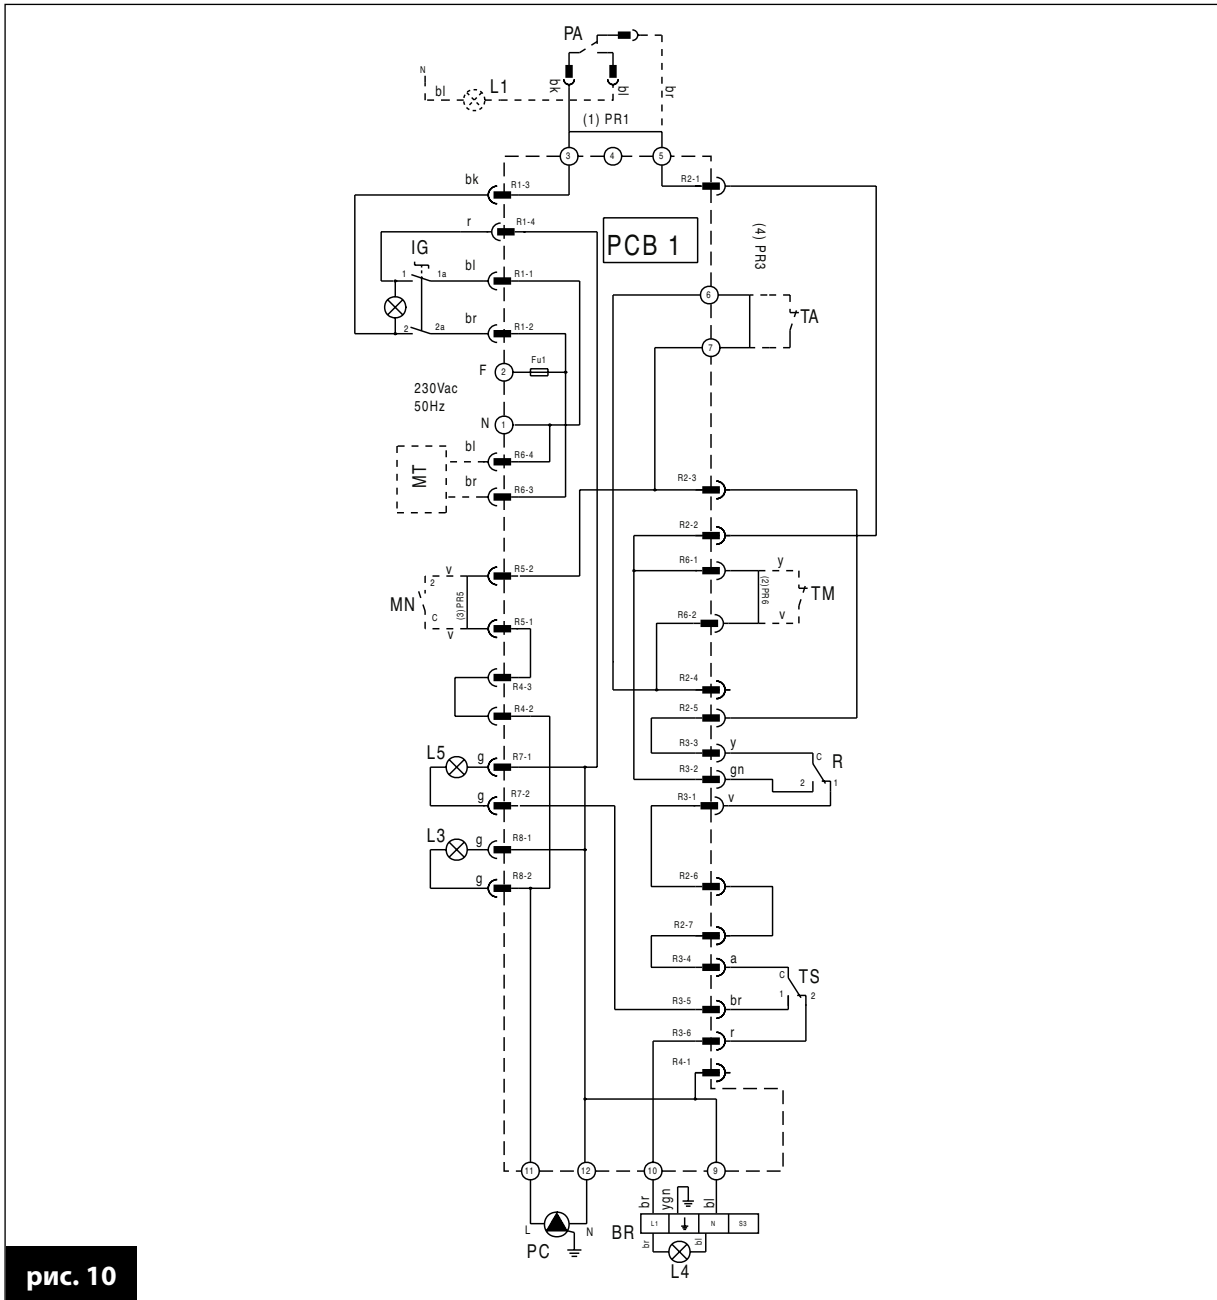 PA
N
bl
L1
bk
bl
br
(1) PR1
3
4
5
bk
R1-3
R2-1
r
R1-4
PCB 1
(4) PR3
IG
1
1a
bl
R1-1
6
2
2a
br
R1-2
TA
F
2
Fu1
7
230Vac
50Hz
N
1
bl
R6-4
MT
br
R6-3
R2-3
R2-2
R6-1
y
v
R5-2
2
MN
(3)PR5
(2)PR6
TM
C
v
R5-1
R6-2
v
R4-3
R2-4
R4-2
R2-5
R3-3
y
C
R
L5
g
R7-1
R3-2
gn
2
1
g
R7-2
R3-1
v
L3
g
R8-1
g
R8-2
R2-6
R2-7
R3-4
a
C
TS
1
2
R3-5
br
R3-6
r
R4-1
11
12
10
9
br
ygn
bl
L
N
PC
BR
L1
N
S3
br
bl
L4
рис. 10